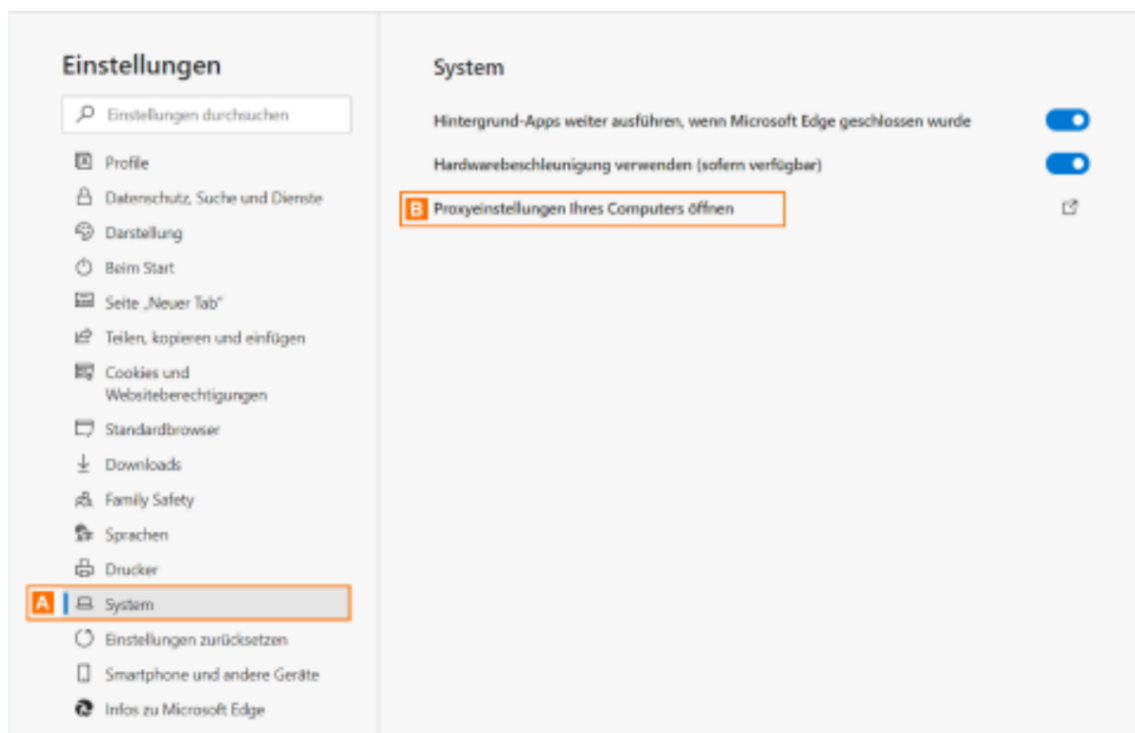 Einstellungen
Einstellungen durchsuchen
Profile
Datenschutz, Suche und Dienste
Darstellung
Beim Start
Seite „Neuer Tab"
Teilen, kopieren und einfügen
Cookies und
Websiteberechtigungen
Standardbrowser
Downloads
Family Safety
Sprachen
Drucker
A System
Einstellungen zurücksetzen
Smartphone und andere Geräte
Infos zu Microsoft Edge
System
Hintergrund-Apps weiter ausführen, wenn Microsoft Edge geschlossen wurde
Hardwarebeschleunigung verwenden (sofern verfügbar)
B Proxyeinstellungen Ihres Computers öffnen